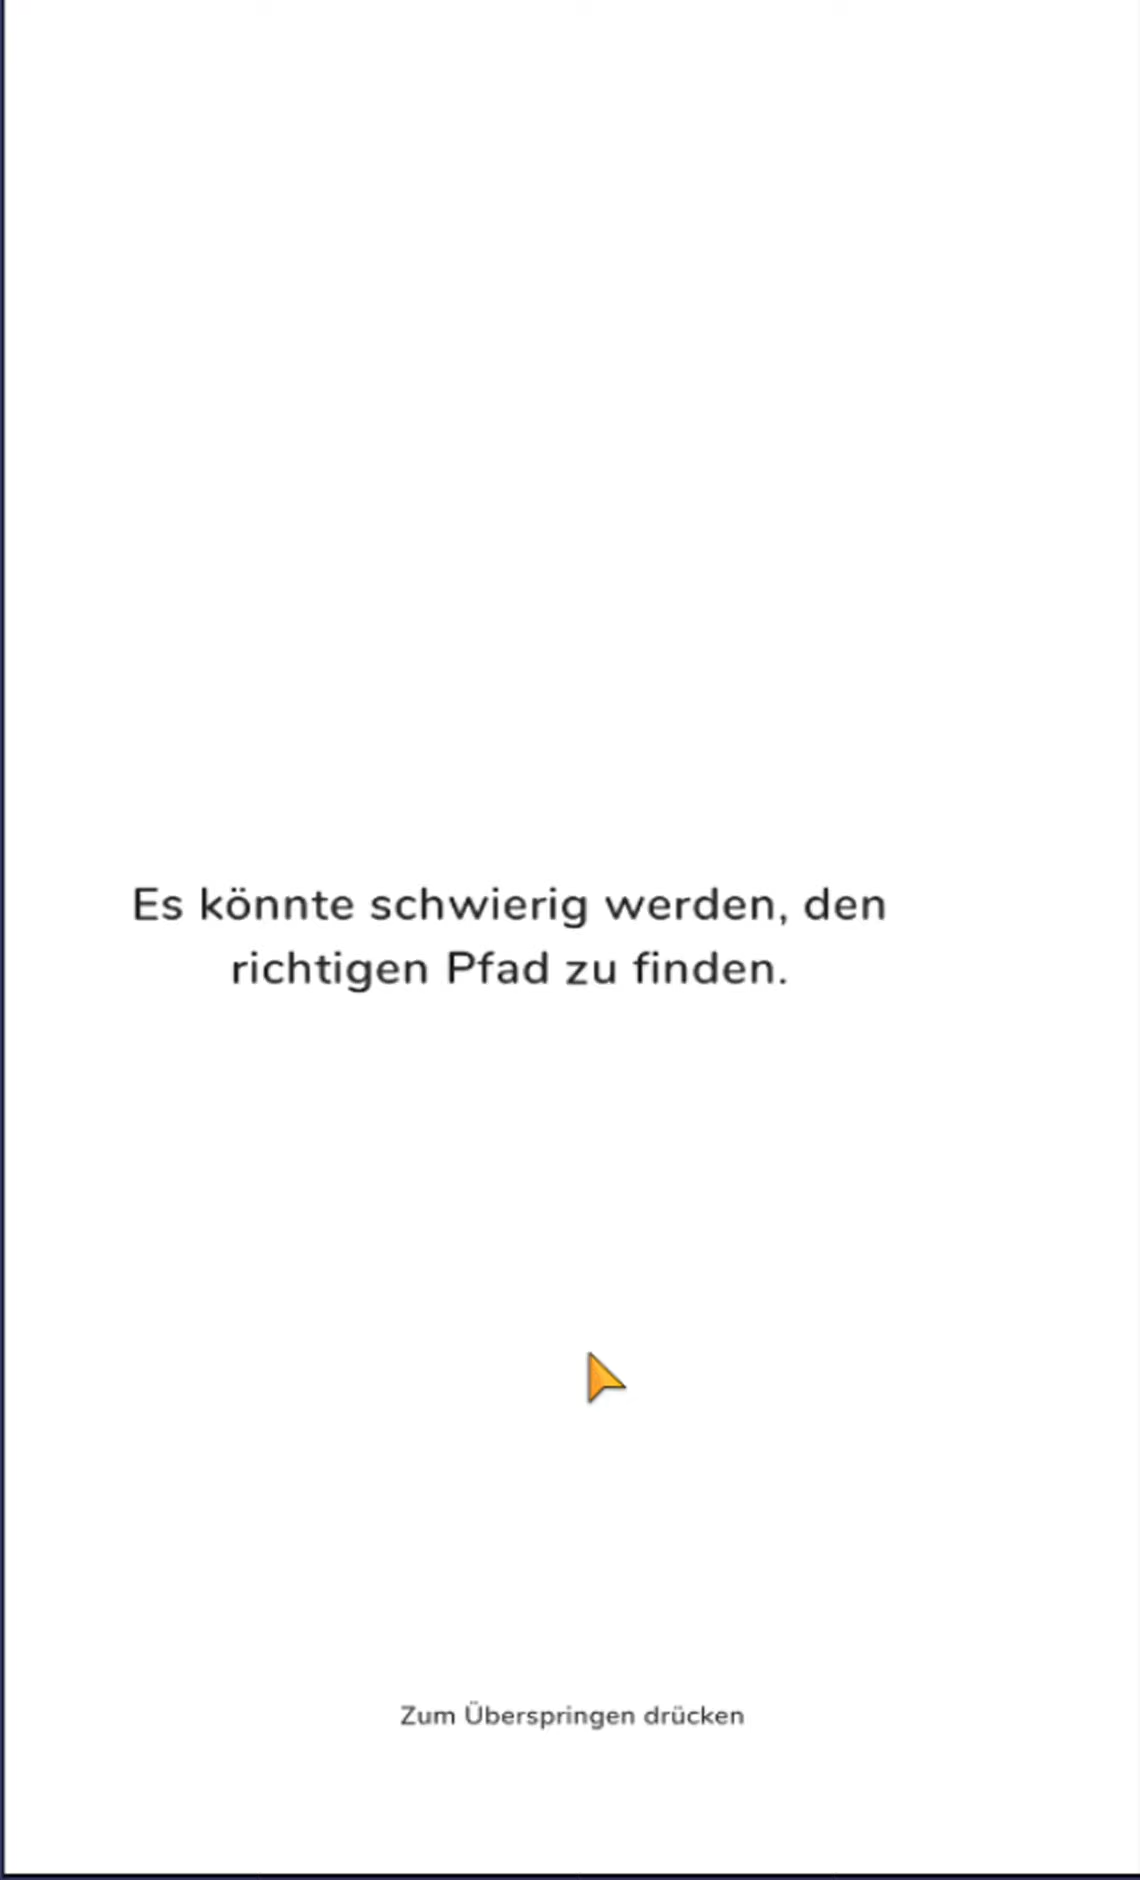 Es könnte schwierig werden, den
richtigen Pfad zu finden.
Zum Überspringen drücken